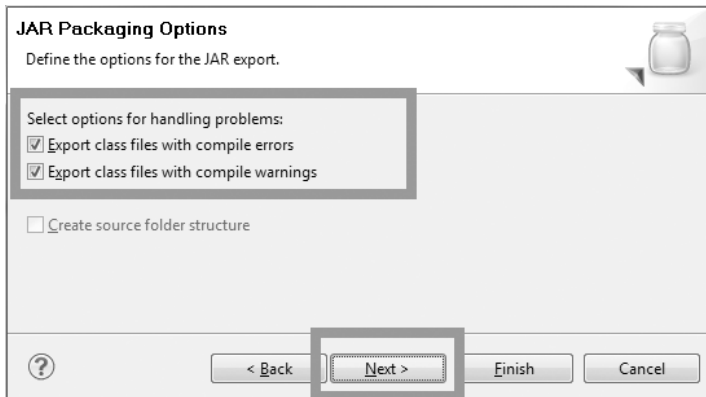 JAR Packaging Options
Define the options for the JAR export.
Select options for handling problems:
Export class files with compile errors
Export class files with compile warnings
Create source folder structure
? < Back Next > Finish Cancel